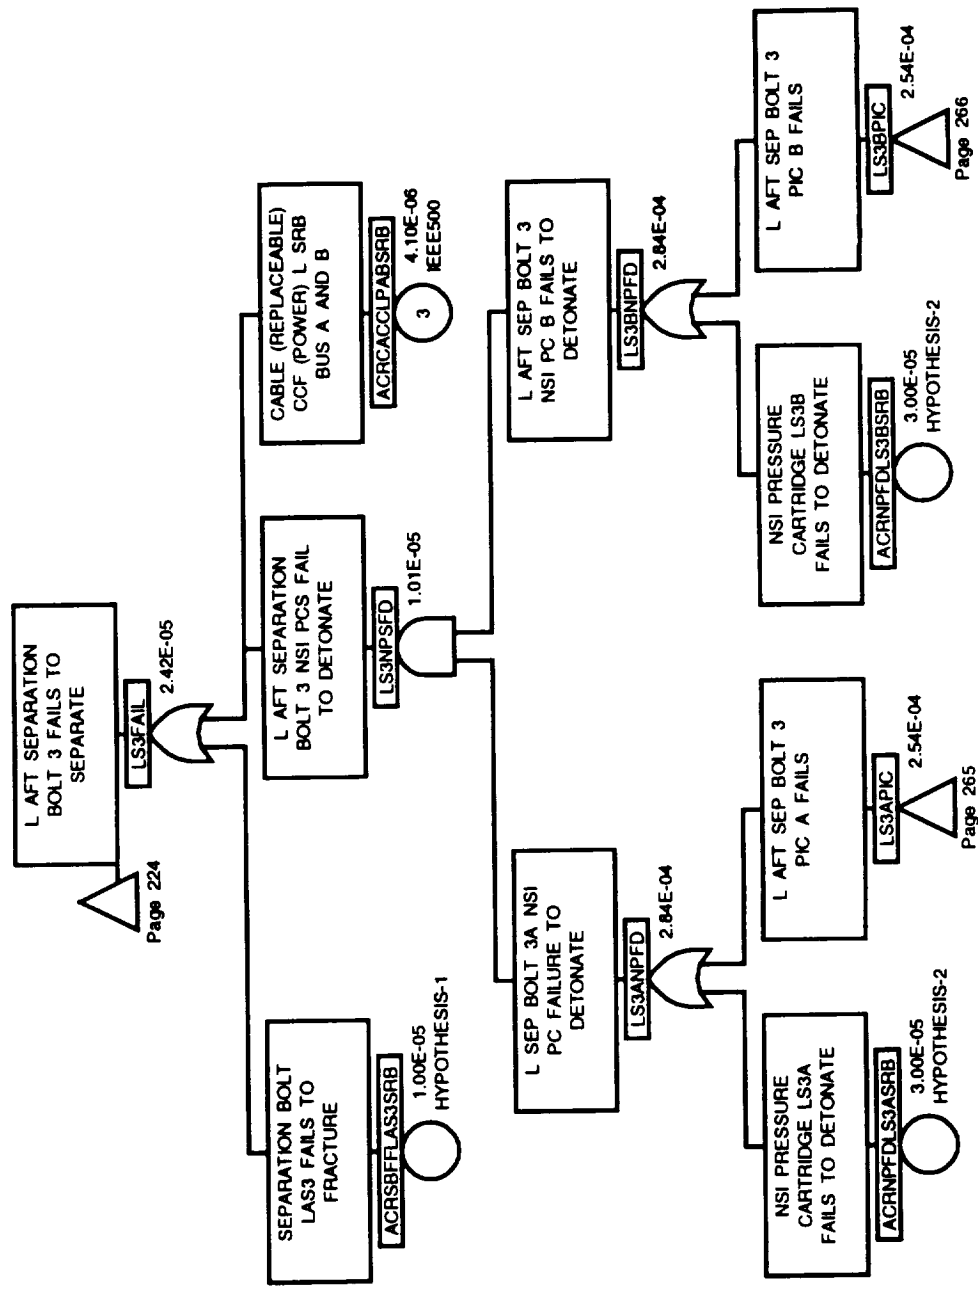 L AFT SEPARATION
BOLT 3 FAILS TO
SEPARATE
LS3FAIL
2.42E-05
Page 224
SEPARATION BOLT
LAS3 FAILS TO
FRACTURE
ACRSBFFLAS3SRB
1.00E-05
HYPOTHESIS-1
L AFT SEPARATION
BOLT 3 NSI PCS FAIL
TO DETONATE
LS3NPSFD
1.01E-05
CABLE (REPLACEABLE)
CCF (POWER) L SRB
BUS A AND B
ACRCACCLPABSRB
4.10E-06
IEEE500
3
L SEP BOLT 3A NSI
PC FAILURE TO
DETONATE
LS3ANPFD
2.84E-04
L AFT SEP BOLT 3
NSI PC B FAILS TO
DETONATE
LS3BNPFD
2.84E-04
NSI PRESSURE
CARTRIDGE LS3A
FAILS TO DETONATE
ACRNPFDLS3ASRB
3.00E-05
HYPOTHESIS-2
L AFT SEP BOLT 3
PIC A FAILS
LS3APIC
2.54E-04
Page 265
NSI PRESSURE
CARTRIDGE LS3B
FAILS TO DETONATE
ACRNPFDLS3BSRB
3.00E-05
HYPOTHESIS-2
L AFT SEP BOLT 3
PIC B FAILS
LS3BPIC
2.54E-04
Page 266